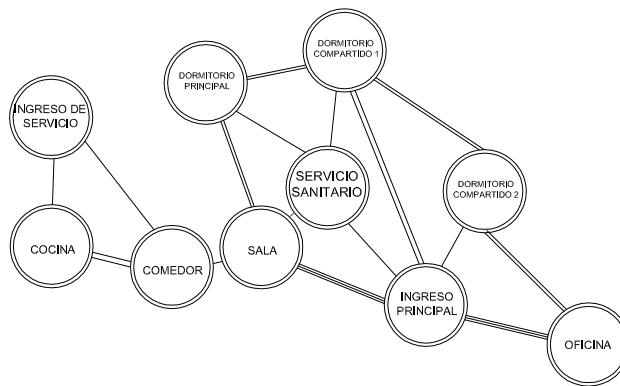 DORMITORIO
COMPARTIDO 1
DORMITORIO
PRINCIPAL
INGRESO DE
SERVICIO
SERVICIO
SANITARIO
DORMITORIO
COMPARTIDO 2
COCINA
COMEDOR
SALA
INGRESO
PRINCIPAL
OFICINA